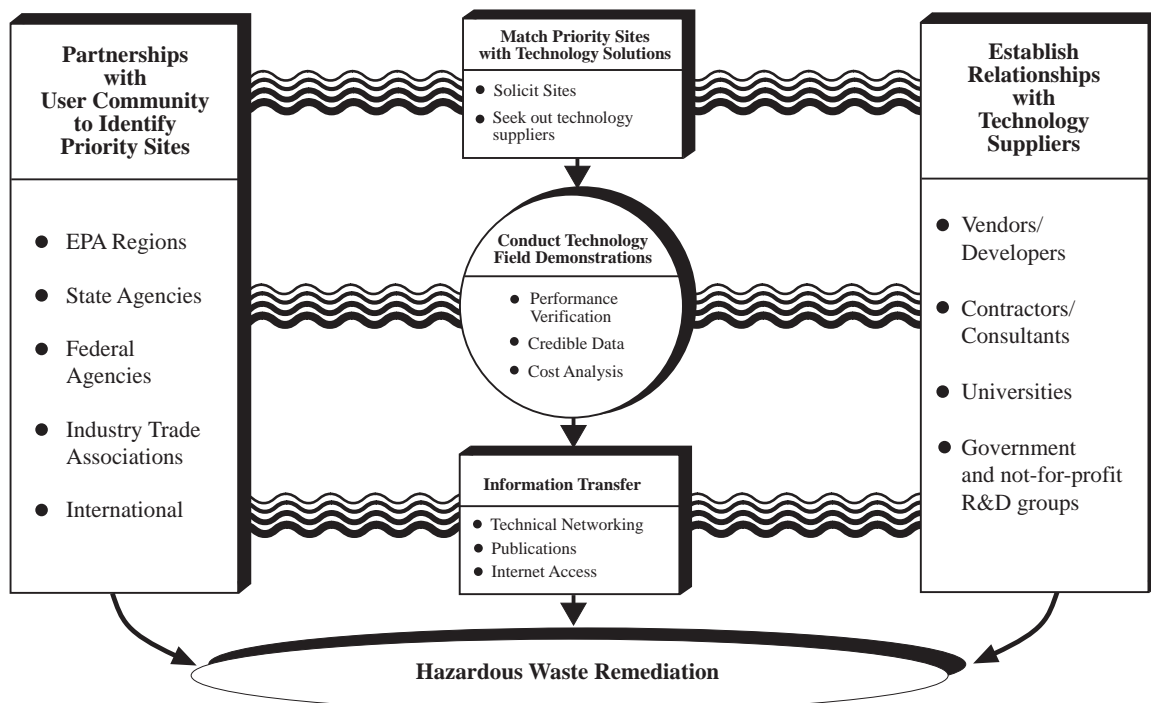 Partnerships
with
User Community
to Identify
Priority Sites
● EPA Regions
● State Agencies
● Federal
Agencies
● Industry Trade
Associations
● International
Match Priority Sites
with Technology Solutions
● Solicit Sites
● Seek out technology
suppliers
Conduct Technology
Field Demonstrations
● Performance
Verification
● Credible Data
● Cost Analysis
Information Transfer
● Technical Networking
● Publications
● Internet Access
Establish
Relationships
with
Technology
Suppliers
● Vendors/
Developers
● Contractors/
Consultants
● Universities
● Government
and not-for-profit
R&D groups
Hazardous Waste Remediation